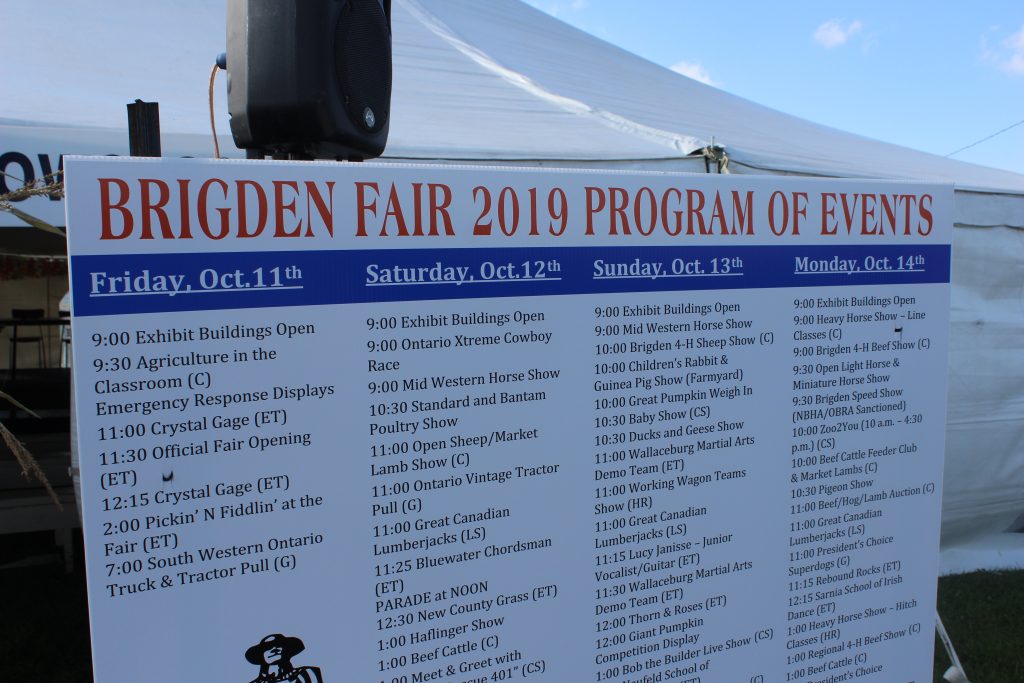 BRIGDEN FAIR 2019 PROGRAM OF EVENTS
Friday, Oct.11th
9:00 Exhibit Buildings Open
9:30 Agriculture in the
Classroom (C)
Emergency Response Displays
11:00 Crystal Gage (ET)
11:30 Official Fair Opening
(ET)
12:15 Crystal Gage (ET)
2:00 Pickin' N Fiddlin' at the
Fair (ET)
7:00 South Western Ontario
Truck & Tractor Pull (G)
Saturday, Oct.12th
9:00 Exhibit Buildings Open
9:00 Ontario Xtreme Cowboy
Race
9:00 Mid Western Horse Show
10:30 Standard and Bantam
Poultry Show
11:00 Open Sheep/Market
Lamb Show (C)
11:00 Ontario Vintage Tractor
Pull (G)
11:00 Great Canadian
Lumberjacks (LS)
11:25 Bluewater Chordsman
(ET)
PARADE at NOON
12:30 New County Grass (ET)
1:00 Haflinger Show
1:00 Beef Cattle (C)
1:00 Meet & Greet with
401" (CS)
Sunday, Oct. 13th
9:00 Exhibit Buildings Open
9:00 Mid Western Horse Show
10:00 Brigden 4-H Sheep Show (C)
10:00 Children's Rabbit &
Guinea Pig Show (Farmyard)
10:00 Great Pumpkin Weigh In
10:30 Baby Show (CS)
10:30 Ducks and Geese Show
11:00 Wallaceburg Martial Arts
Demo Team (ET)
11:00 Working Wagon Teams
Show (HR)
11:00 Great Canadian
Lumberjacks (LS)
11:15 Lucy Janisse – Junior
Vocalist/Guitar (ET)
11:30 Wallaceburg Martial Arts
Demo Team (ET)
12:00 Thorn & Roses (ET)
12:00 Giant Pumpkin
Competition Display
1:00 Bob the Builder Live Show (CS)
Neufeld School of
Monday, Oct. 14th
9:00 Exhibit Buildings Open
9:00 Heavy Horse Show – Line
Classes (C)
9:00 Brigden 4-H Beef Show (C)
9:30 Open Light Horse &
Miniature Horse Show
9:30 Brigden Speed Show
(NBHA/OBRA Sanctioned)
10:00 Zoo2You (10 a.m. – 4:30
p.m.) (CS)
10:00 Beef Cattle Feeder Club
& Market Lambs (C)
10:30 Pigeon Show
11:00 Beef/Hog/Lamb Auction (C)
11:00 Great Canadian
Lumberjacks (LS)
11:00 President's Choice
Superdogs (G)
11:15 Rebound Rocks (ET)
12:15 Sarnia School of Irish
Dance (ET)
1:00 Heavy Horse Show – Hitch
Classes (HR)
1:00 Regional 4-H Beef Show (C)
1:00 Beef Cattle (C)
President's Choice